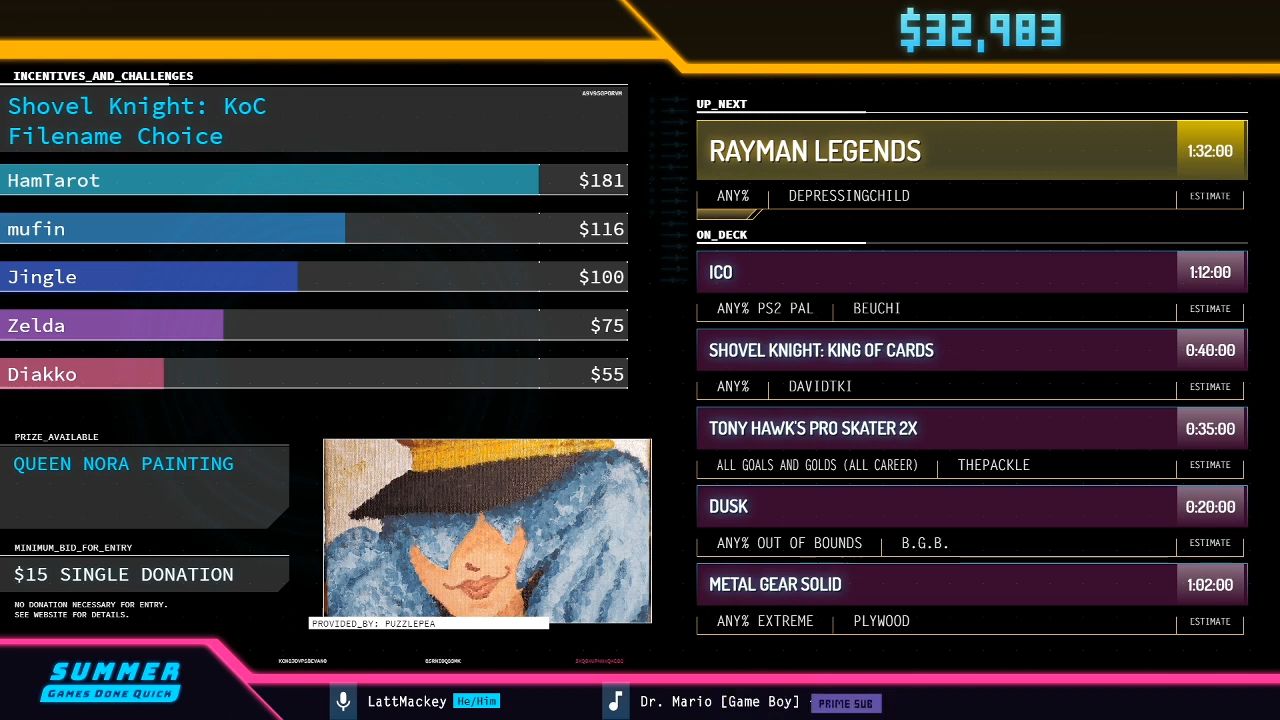 $32,983
INCENTIVES_AND_CHALLENGES
Shovel Knight: KoC
Filename Choice
HamTarot $181
mufin $116
Jingle $100
Zelda $75
Diakko $55
PRIZE_AVAILABLE
QUEEN NORA PAINTING
MINIMUM_BID_FOR_ENTRY
$15 SINGLE DONATION
NO DONATION NECESSARY FOR ENTRY.
SEE WEBSITE FOR DETAILS.
PROVIDED_BY: PUZZLEPEA
UP_NEXT
RAYMAN LEGENDS 1:32:00
ANY% DEPRESSINGCHILD ESTIMATE
ON_DECK
ICO 1:12:00
ANY% PS2 PAL BEUCHI ESTIMATE
SHOVEL KNIGHT: KING OF CARDS 0:40:00
ANY% DAVIDTKI ESTIMATE
TONY HAWK'S PRO SKATER 2X 0:35:00
ALL GOALS AND GOLDS (ALL CAREER) THEPACKLE ESTIMATE
DUSK 0:20:00
ANY% OUT OF BOUNDS B.G.B. ESTIMATE
METAL GEAR SOLID 1:02:00
ANY% EXTREME PLYWOOD ESTIMATE
SUMMER
GAMES DONE QUICK
LattMackey He/Him
Dr. Mario [Game Boy] PRIME SUB